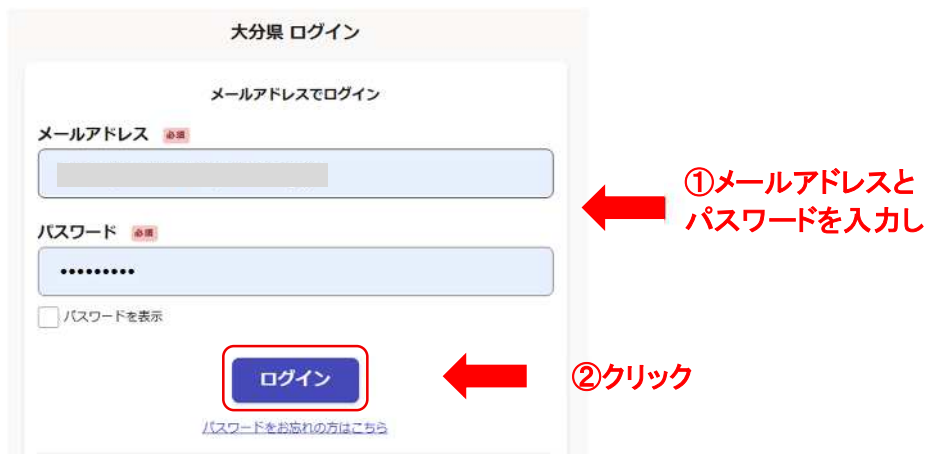 大分県 ログイン
メールアドレスでログイン
メールアドレス 必須
①メールアドレスと
パスワードを入力し
パスワード 必須
•••••••••
パスワードを表示
ログイン
②クリック
パスワードをお忘れの方はこちら